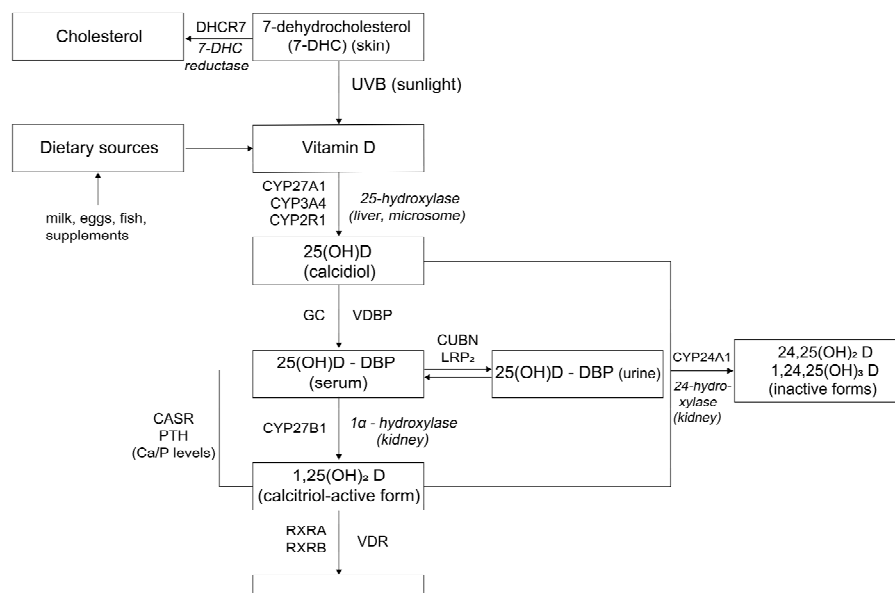 Cholesterol
DHCR7
7-DHC
reductase
7-dehydrocholesterol
(7-DHC) (skin)
UVB (sunlight)
Dietary sources
Vitamin D
milk, eggs, fish,
supplements
CYP27A1
CYP3A4
CYP2R1
25-hydroxylase
(liver, microsome)
25(OH)D
(calcidiol)
GC
VDBP
25(OH)D - DBP
(serum)
CUBN
LRP₂
25(OH)D - DBP (urine)
CYP24A1
24-hydro-
xylase
(kidney)
24,25(OH)₂ D
1,24,25(OH)₃ D
(inactive forms)
CASR
PTH
(Ca/P levels)
CYP27B1
1α - hydroxylase
(kidney)
1,25(OH)₂ D
(calcitriol-active form)
RXRA
RXRB
VDR